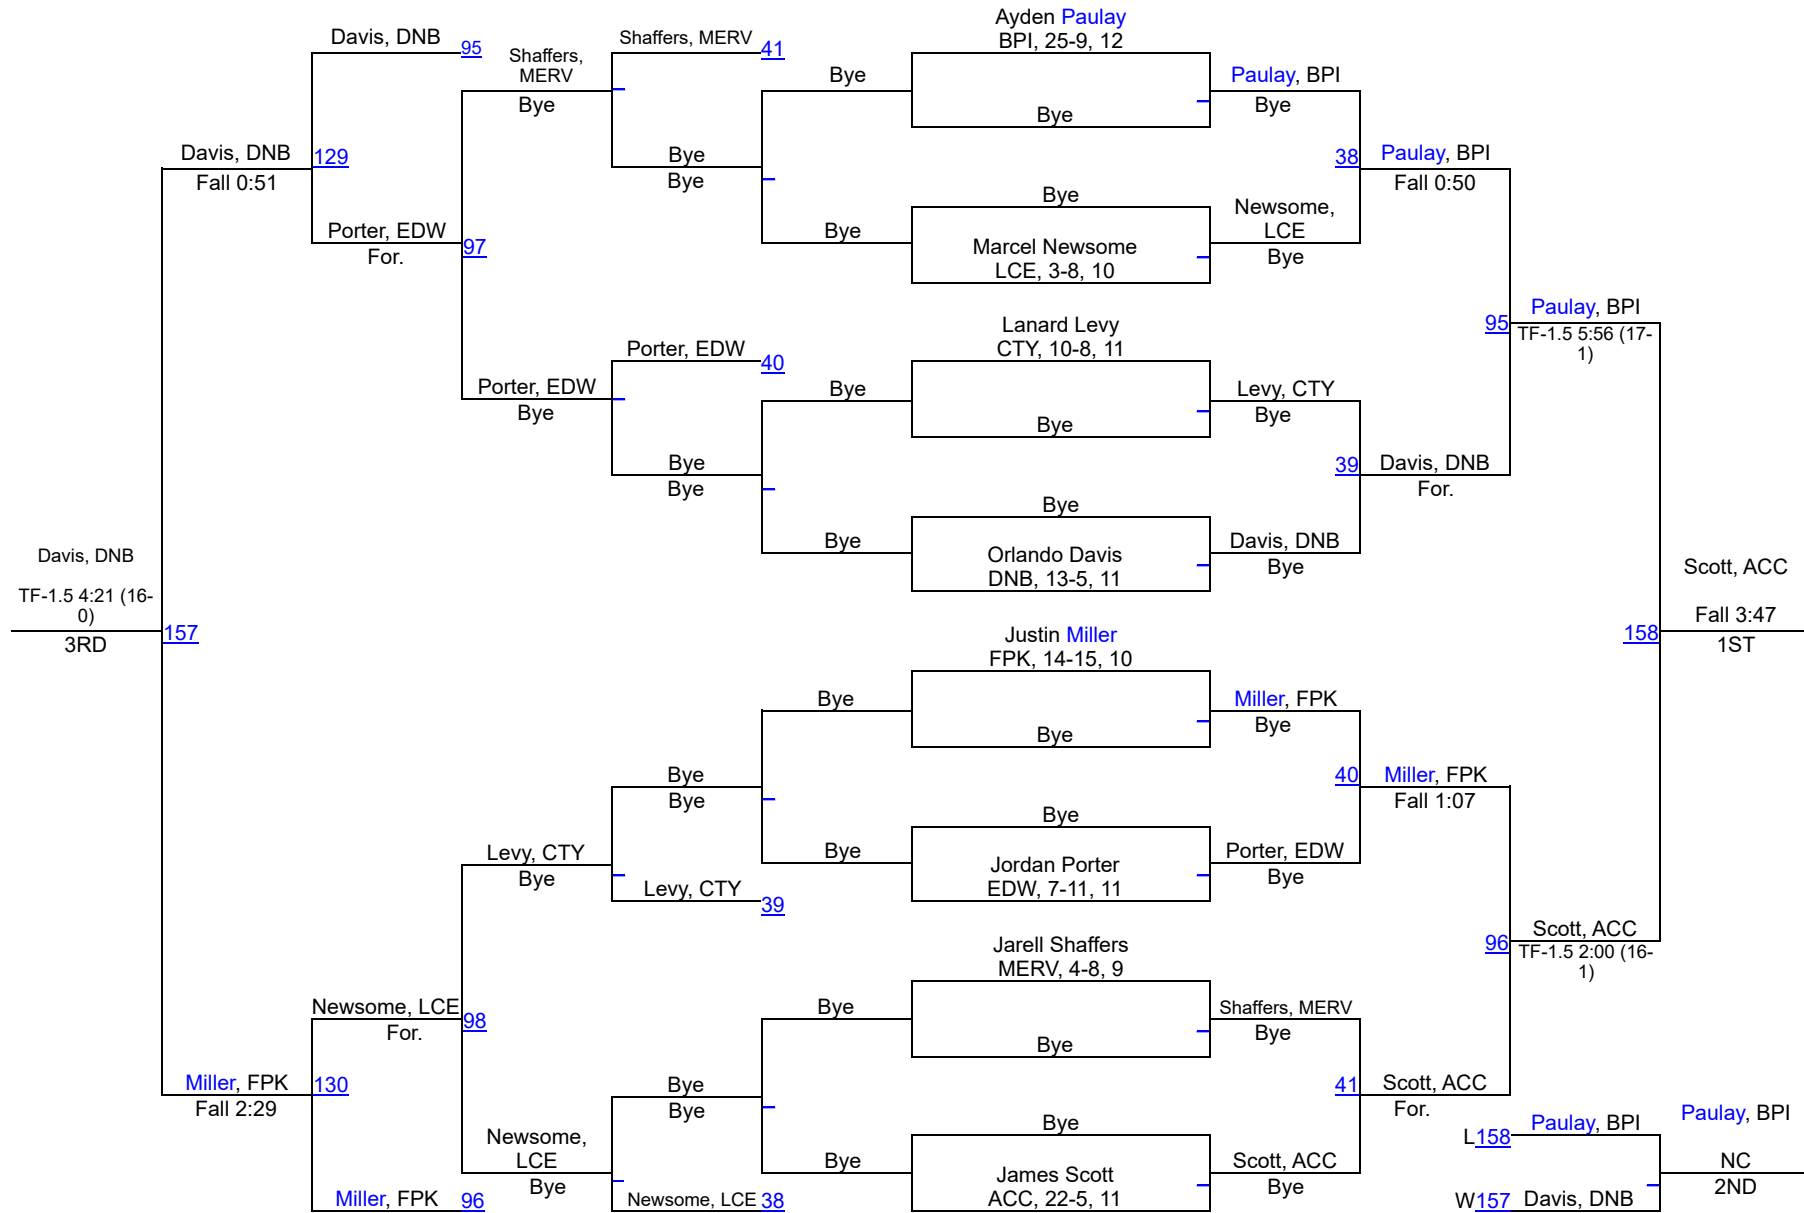 Ayden Paulay
BPI, 25-9, 12
Davis, DNB
95
Shaffers,
MERV
Bye
Shaffers, MERV
41
Bye
Bye
Paulay, BPI
Bye
Davis, DNB
129
Fall 0:51
Bye
Bye
38
Paulay, BPI
Fall 0:50
Porter, EDW
For.
97
Bye
Bye
Marcel Newsome
LCE, 3-8, 10
Newsome,
LCE
Bye
Lanard Levy
CTY, 10-8, 11
95
Paulay, BPI
TF-1.5 5:56 (17-
1)
Porter, EDW
Bye
Porter, EDW
40
Bye
Bye
Levy, CTY
Bye
Bye
Bye
39
Davis, DNB
For.
Bye
Bye
Orlando Davis
DNB, 13-5, 11
Davis, DNB
Bye
Davis, DNB
TF-1.5 4:21 (16-
0)
3RD
157
Justin Miller
FPK, 14-15, 10
158
Scott, ACC
Fall 3:47
1ST
Bye
Bye
Miller, FPK
Bye
Bye
Bye
40
Miller, FPK
Fall 1:07
Levy, CTY
Bye
Levy, CTY
39
Bye
Bye
Jordan Porter
EDW, 7-11, 11
Porter, EDW
Bye
Jarell Shaffers
MERV, 4-8, 9
96
Scott, ACC
TF-1.5 2:00 (16-
1)
Newsome, LCE
For.
98
Bye
Bye
Shaffers, MERV
Bye
Miller, FPK
130
Fall 2:29
Bye
Bye
41
Scott, ACC
For.
Newsome,
LCE
Bye
Bye
Bye
James Scott
ACC, 22-5, 11
Scott, ACC
Bye
Miller, FPK
96
Newsome, LCE
38
L158
Paulay, BPI
Paulay, BPI
NC
2ND
W157
Davis, DNB